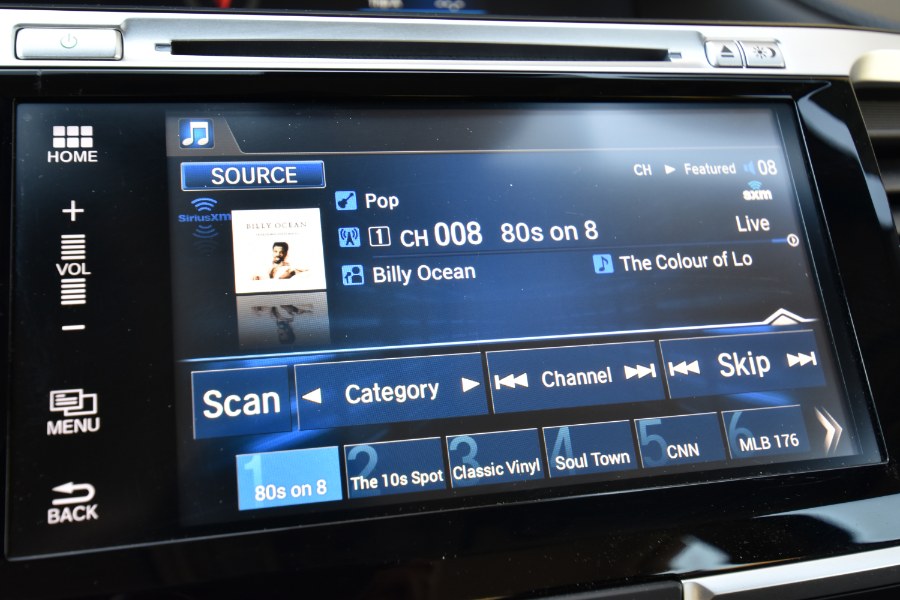 HOME
+
VOL
−
MENU
BACK
SOURCE
CH ► Featured 08
SiriusXM
sxm
BILLY OCEAN
Pop
1 CH 008 80s on 8
Live
Billy Ocean
The Colour of Lo
Scan
◄ Category ►
Channel
Skip
1 80s on 8
2 The 10s Spot
3 Classic Vinyl
4 Soul Town
5 CNN
6 MLB 176